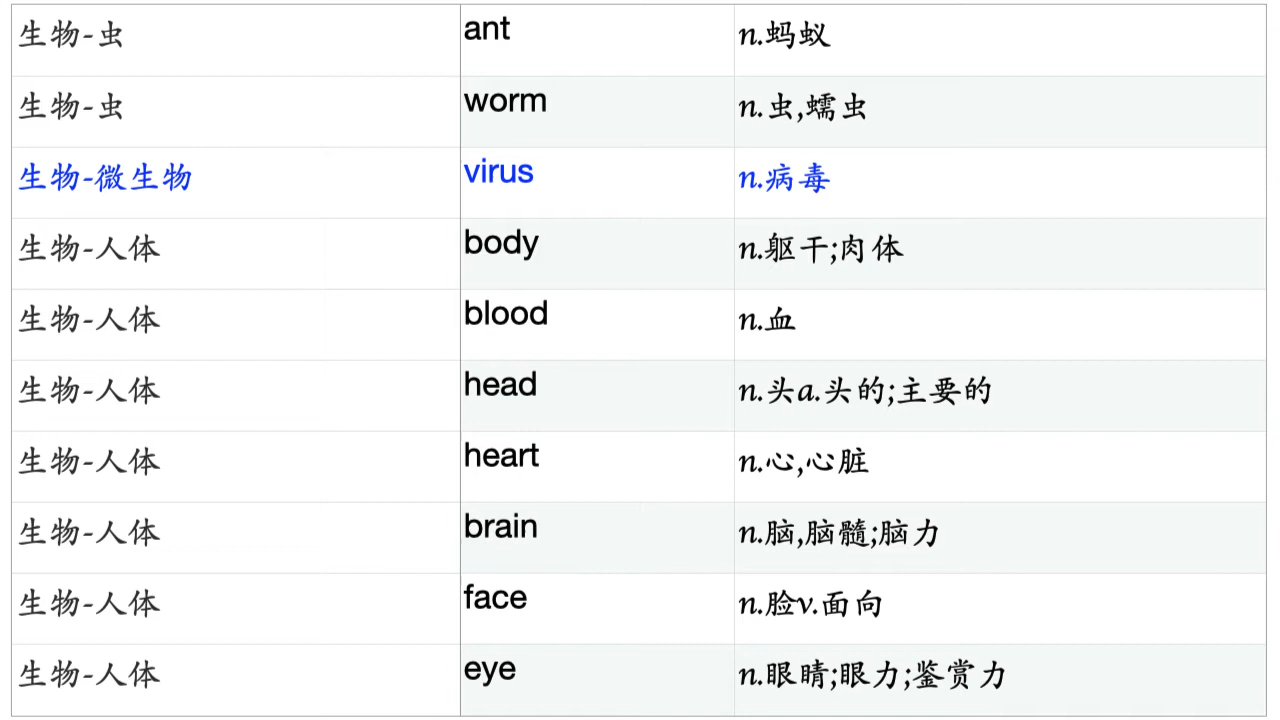 生物-虫 ant n.蚂蚁
生物-虫 worm n.虫,蠕虫
生物-微生物 virus n.病毒
生物-人体 body n.躯干;肉体
生物-人体 blood n.血
生物-人体 head n.头a.头的;主要的
生物-人体 heart n.心,心脏
生物-人体 brain n.脑,脑髓;脑力
生物-人体 face n.脸v.面向
生物-人体 eye n.眼睛;眼力;鉴赏力